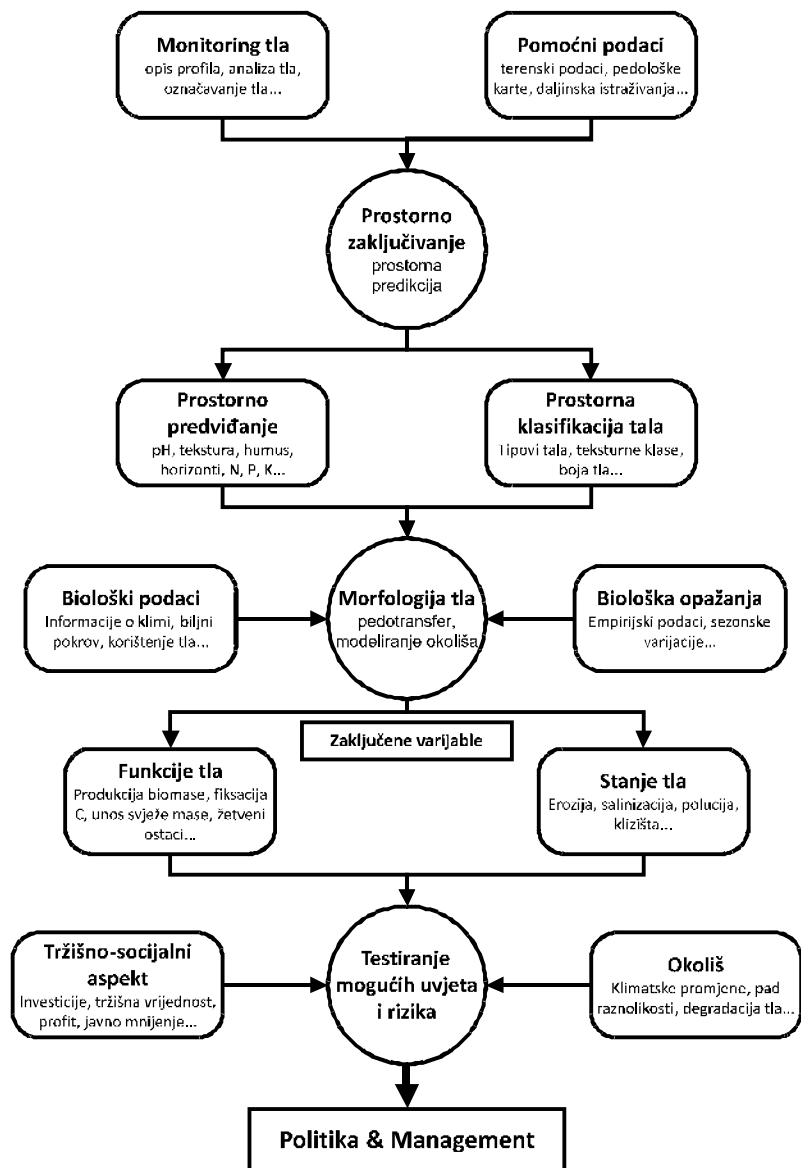 Monitoring tla
opis profila, analiza tla,
označavanje tla...
Pomoćni podaci
terenski podaci, pedološke
karte, daljinska istraživanja...
Prostorno
zaključivanje
prostorna
predikcija
Prostorno
predviđanje
pH, tekstura, humus,
horizonti, N, P, K...
Prostorna
klasifikacija tala
Tipovi tala, teksturne klase,
boja tla...
Biološki podaci
Informacije o klimi, biljni
pokrov, korištenje tla...
Morfologija tla
pedotransfer,
modeliranje okoliša
Biološka opažanja
Empirijski podaci, sezonske
varijacije...
Zaključene varijable
Funkcije tla
Produkcija biomase, fiksacija
C, unos svježe mase, žetveni
ostaci...
Stanje tla
Erozija, salinizacija, polucija,
klizišta...
Tržišno-socijalni
aspekt
Investicije, tržišna vrijednost,
profit, javno mnijenje...
Testiranje
mogućih uvjeta
i rizika
Okoliš
Klimatske promjene, pad
raznolikosti, degradacija tla...
Politika & Management